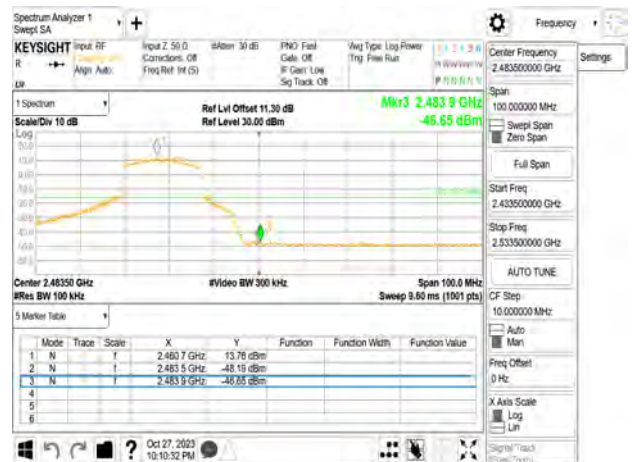 Spectrum Analyzer 1
Swept SA
Frequency
KEYSIGHT Input: RF
Align: Auto
Input Z: 50 Ω
Corrections: Off
Freq Ref: Int (S)
#Atten: 30 dB
PNO: Fast
Gate: Off
IF Gain: Low
Sig Track: Off
Avg Type: Log Power
Trig: Free Run
Center Frequency
2.483500000 GHz
Settings
Span
100.000000 MHz
Swept Span
Zero Span
Full Span
Start Freq
2.433500000 GHz
Stop Freq
2.533500000 GHz
AUTO TUNE
CF Step
10.000000 MHz
Auto
Man
Freq Offset
0 Hz
X Axis Scale
Log
Lin
Signal Track
1 Spectrum
Scale/Div 10 dB
Log
Ref Lvl Offset 11.30 dB
Ref Level 30.00 dBm
Mkr3 2.483 9 GHz
-46.65 dBm
Center 2.48350 GHz
#Res BW 100 kHz
#Video BW 300 kHz
Span 100.0 MHz
Sweep 9.60 ms (1001 pts)
5 Marker Table
Mode Trace Scale X Y Function Function Width Function Value
1 N f 2.460 7 GHz 13.76 dBm
2 N f 2.483 5 GHz -48.19 dBm
3 N f 2.483 9 GHz -46.65 dBm
4
5
6
Oct 27, 2023
10:10:32 PM